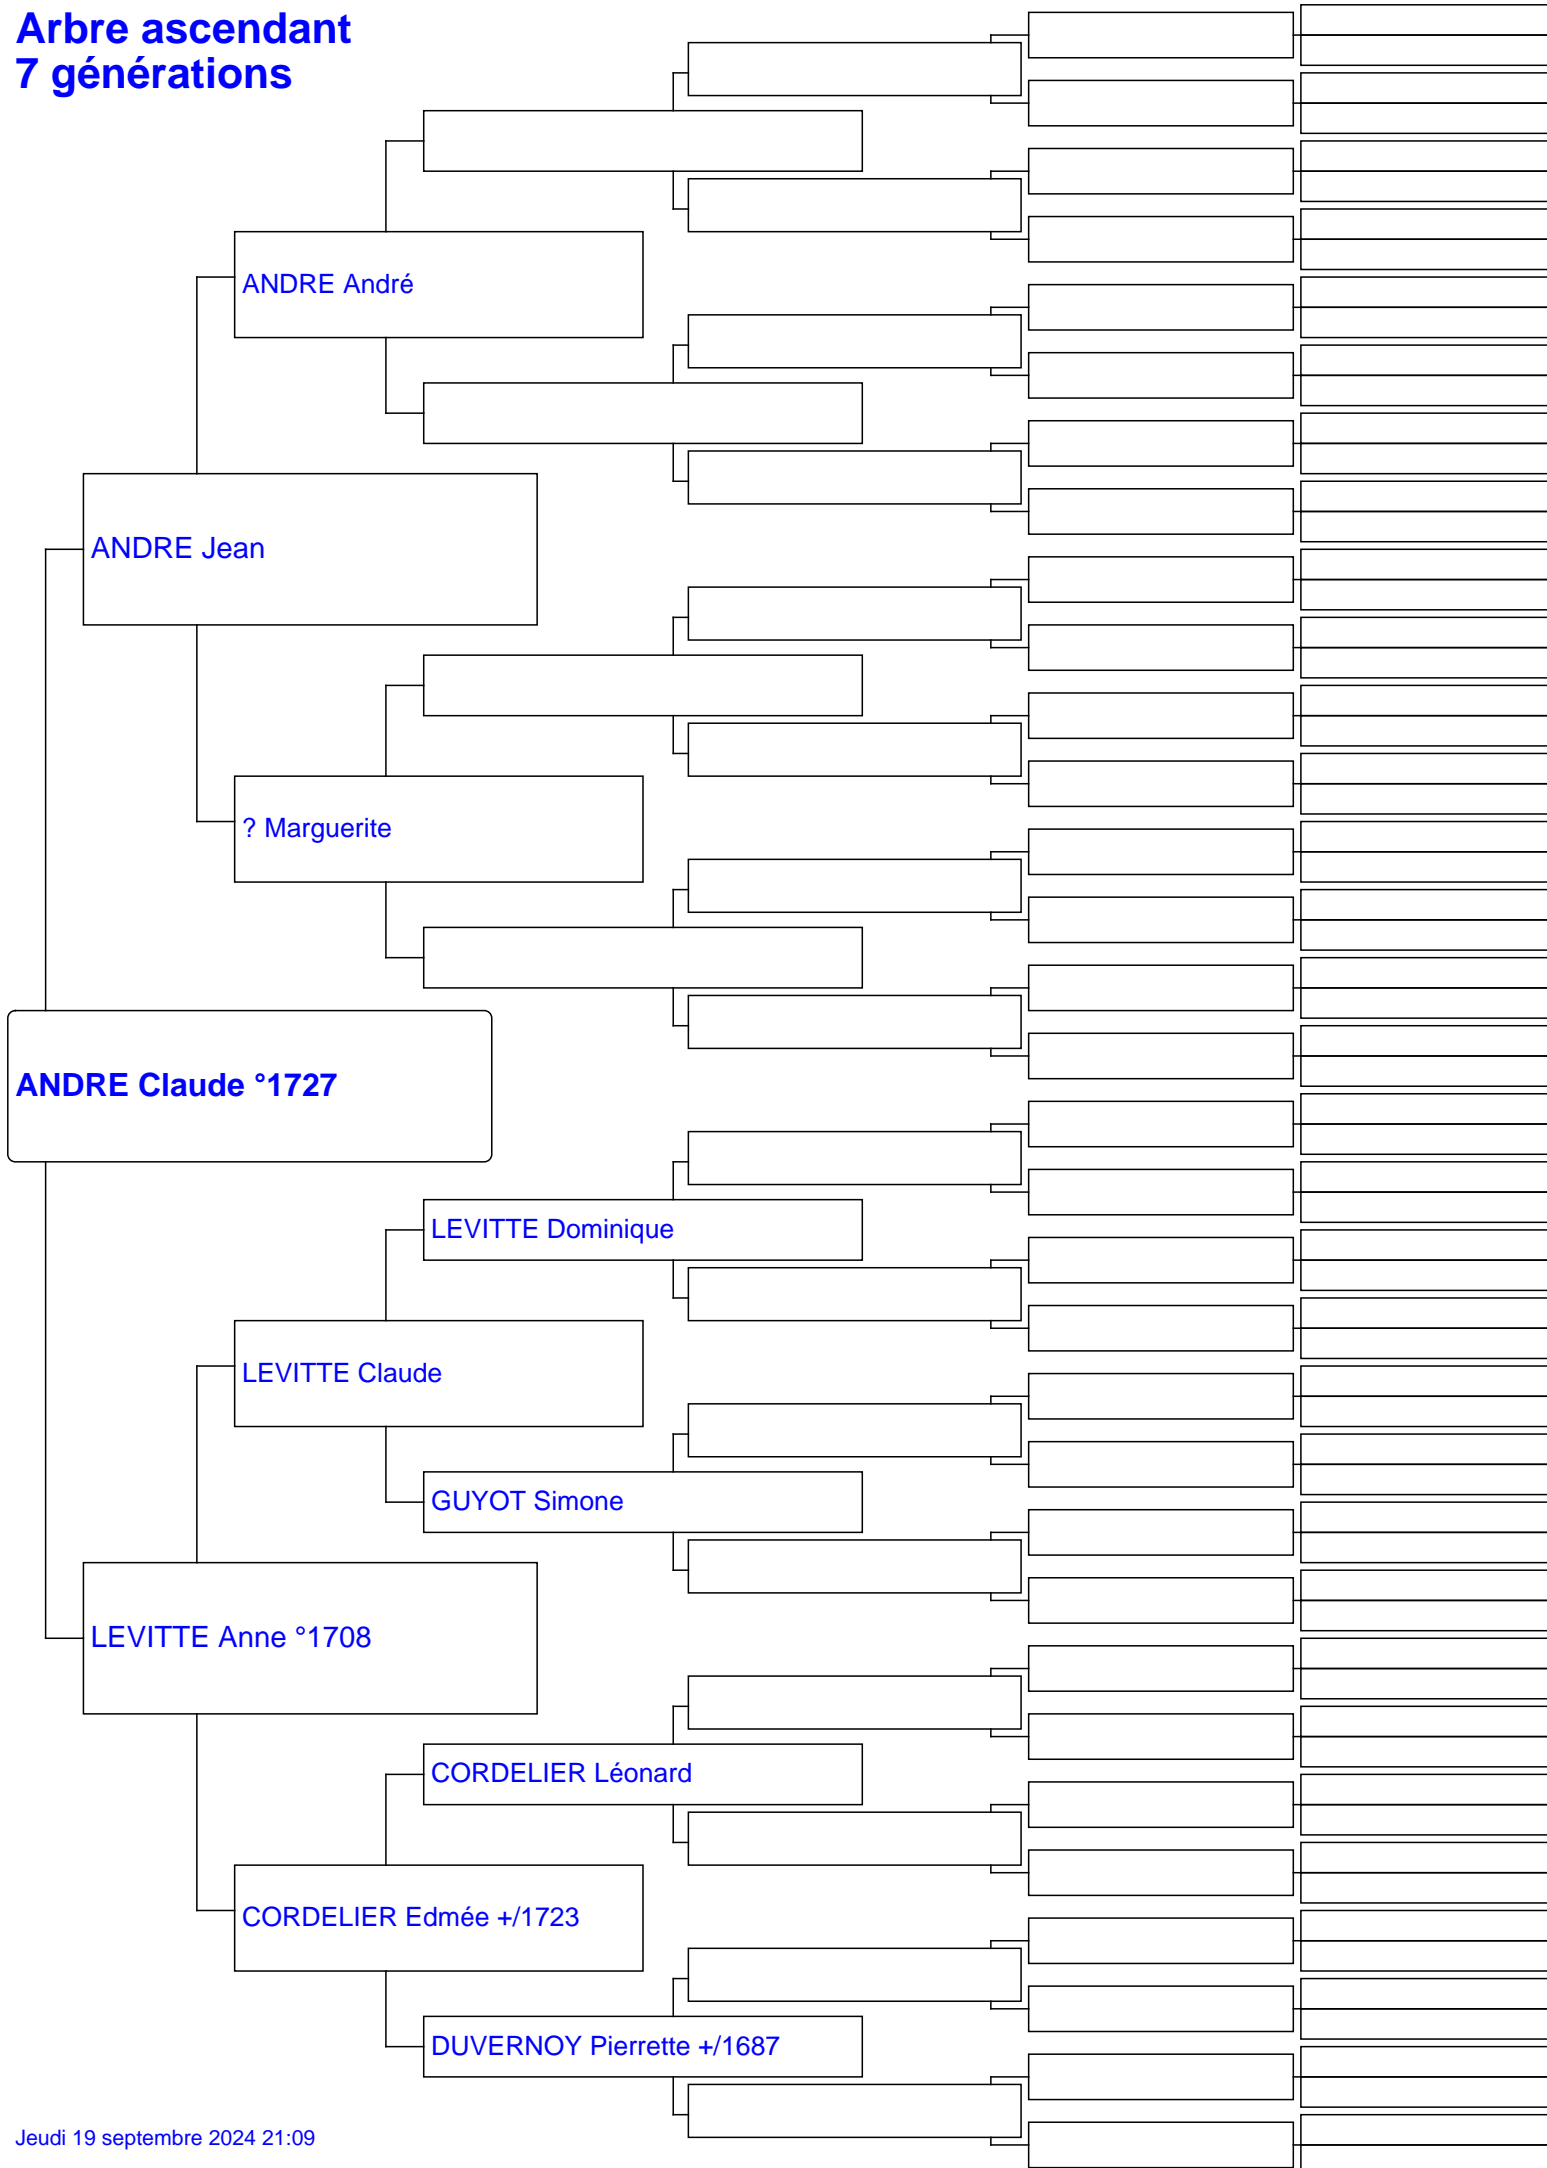 Arbre ascendant
7 générations
ANDRE André
ANDRE Jean
? Marguerite
ANDRE Claude °1727
LEVITTE Dominique
LEVITTE Claude
GUYOT Simone
LEVITTE Anne °1708
CORDELIER Léonard
CORDELIER Edmée +/1723
DUVERNOY Pierrette +/1687
Jeudi 19 septembre 2024 21:09